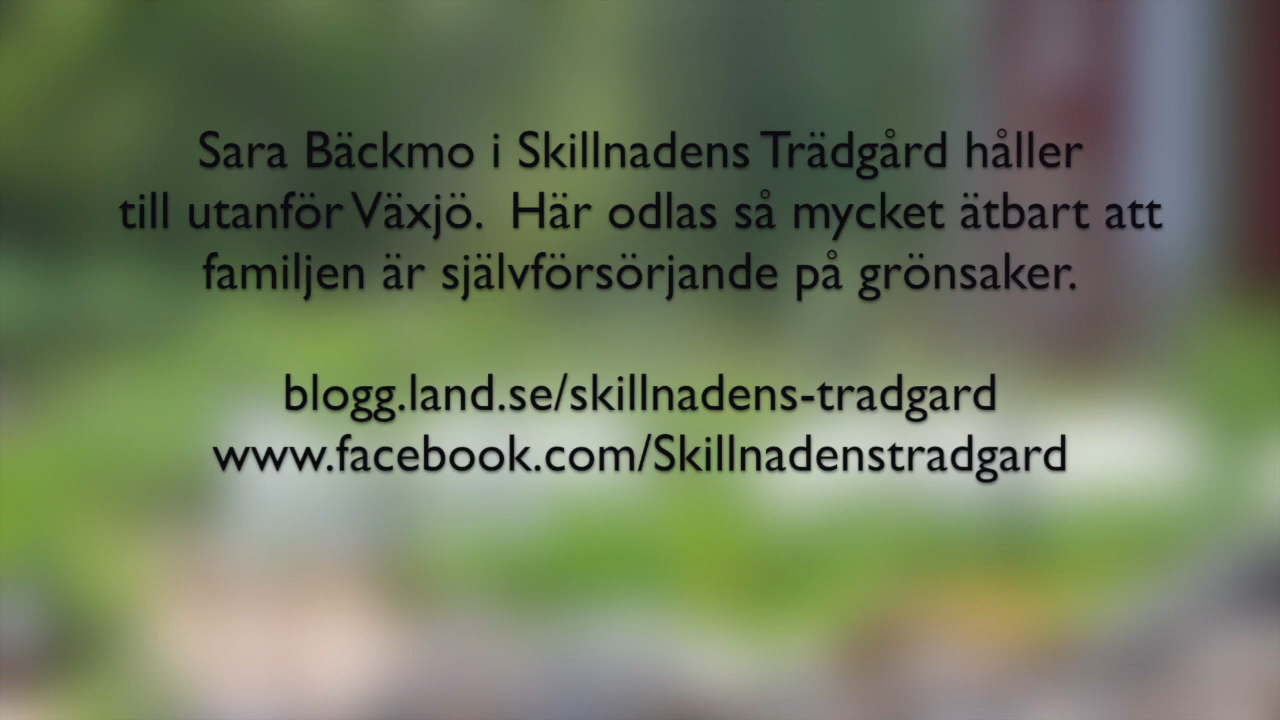 Sara Bäckmo i Skillnadens Trädgård håller
till utanför Växjö. Här odlas så mycket ätbart att
familjen är självförsörjande på grönsaker.
blogg.land.se/skillnadens-tradgard
www.facebook.com/Skillnadenstradgard